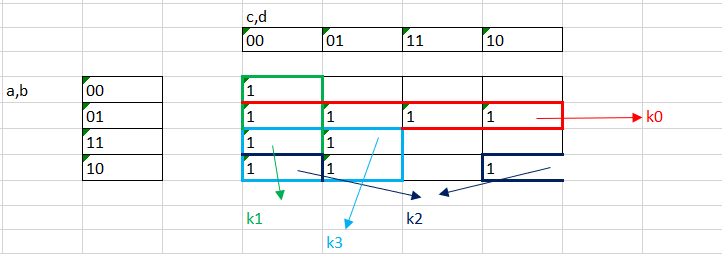 c,d
00 01 11 10
a,b 00 1
01 1 1 1 1 k0
11 1 1
10 1 1 1
k1 k2
k3